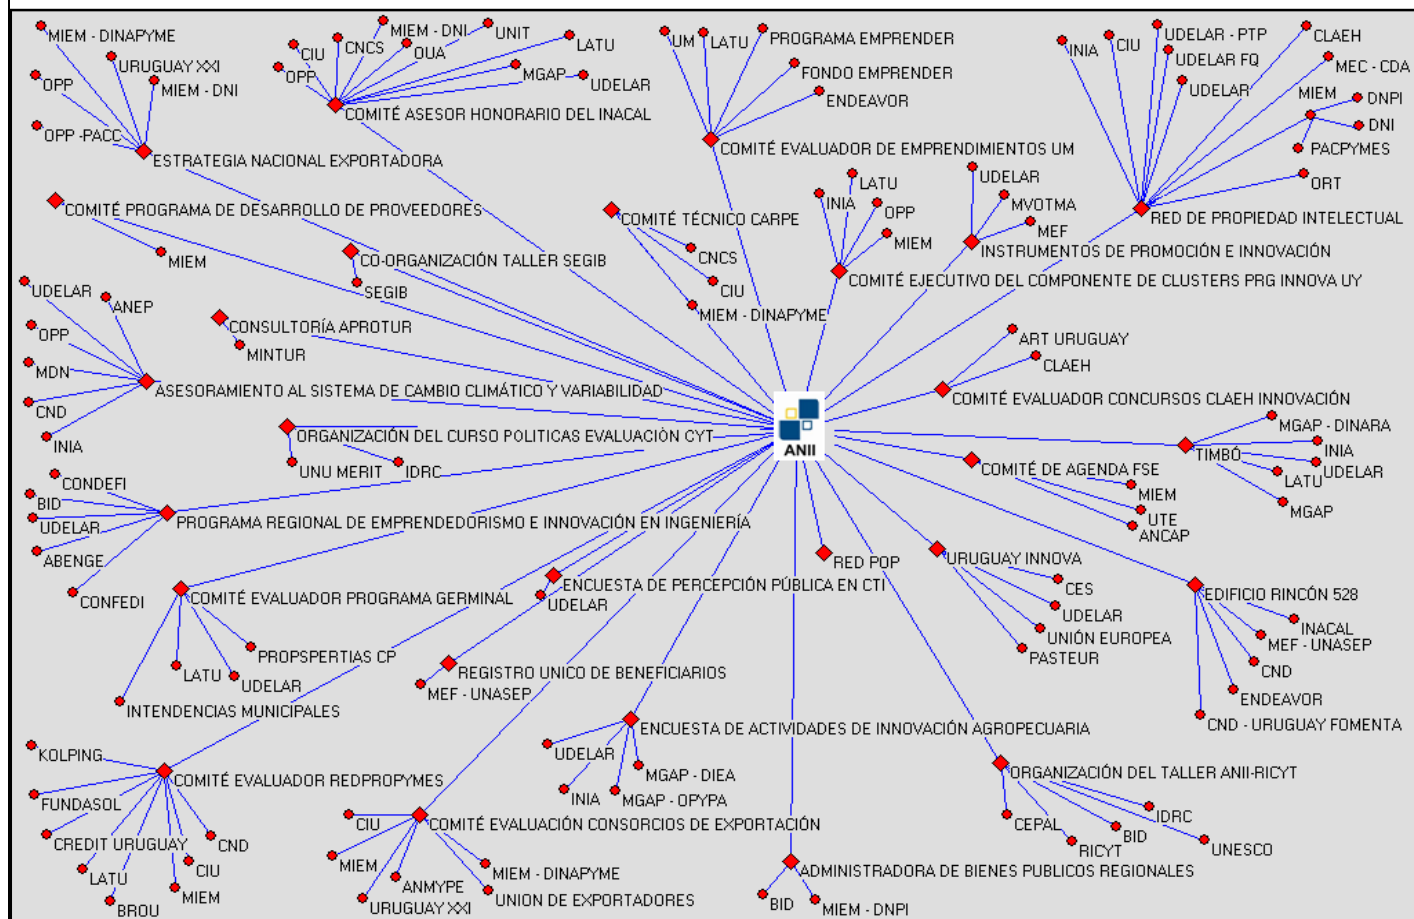 MIEM - DINAPYME
URUGUAY XXI
OPP
MIEM - DNI
OPP -PACC
ESTRATEGIA NACIONAL EXPORTADORA
MIEM - DNI
UNIT
CIU
CNCS
OUA
LATU
OPP
MGAP
UDELAR
COMITÉ ASESOR HONORARIO DEL INACAL
UM
LATU
PROGRAMA EMPRENDER
FONDO EMPRENDER
ENDEAVOR
COMITÉ EVALUADOR DE EMPRENDIMIENTOS UM
INIA
CIU
UDELAR - PTP
UDELAR FQ
UDELAR
CLAEH
MEC - CDA
MIEM
DNPI
DNI
PACPYMES
ORT
RED DE PROPIEDAD INTELECTUAL
COMITÉ PROGRAMA DE DESARROLLO DE PROVEEDORES
MIEM
CO-ORGANIZACIÓN TALLER SEGIB
SEGIB
COMITÉ TÉCNICO CARPE
CNCS
CIU
MIEM - DINAPYME
LATU
INIA
OPP
MIEM
COMITÉ EJECUTIVO DEL COMPONENTE DE CLUSTERS PRG INNOVA UY
UDELAR
MVOTMA
MEF
INSTRUMENTOS DE PROMOCIÓN E INNOVACIÓN
CONSULTORÍA APROTUR
MINTUR
UDELAR
ANEP
OPP
MDN
CND
INIA
ASESORAMIENTO AL SISTEMA DE CAMBIO CLIMÁTICO Y VARIABILIDAD
ART URUGUAY
CLAEH
COMITÉ EVALUADOR CONCURSOS CLAEH INNOVACIÓN
ANII
ORGANIZACIÓN DEL CURSO POLITICAS EVALUACIÓN CYT
UNU MERIT
IDRC
MGAP - DINARA
TIMBÓ
INIA
UDELAR
LATU
MGAP
COMITÉ DE AGENDA FSE
MIEM
UTE
ANCAP
CONDEFI
BID
UDELAR
ABENGE
CONFEDI
PROGRAMA REGIONAL DE EMPRENDEDORISMO E INNOVACIÓN EN INGENIERÍA
RED POP
URUGUAY INNOVA
CES
UDELAR
UNIÓN EUROPEA
PASTEUR
ENCUESTA DE PERCEPCIÓN PÚBLICA EN CTI
UDELAR
EDIFICIO RINCÓN 528
INACAL
MEF - UNASEP
CND
ENDEAVOR
CND - URUGUAY FOMENTA
COMITÉ EVALUADOR PROGRAMA GERMINAL
PROPSPERTIAS CP
LATU
UDELAR
INTENDENCIAS MUNICIPALES
REGISTRO UNICO DE BENEFICIARIOS
MEF - UNASEP
ENCUESTA DE ACTIVIDADES DE INNOVACIÓN AGROPECUARIA
UDELAR
MGAP - DIEA
INIA
MGAP - OPYPA
KOLPING
COMITÉ EVALUADOR REDPROPYMES
FUNDASOL
CREDIT URUGUAY
CND
CIU
LATU
MIEM
BROU
CIU
COMITÉ EVALUACIÓN CONSORCIOS DE EXPORTACIÓN
MIEM
MIEM - DINAPYME
ANMYPE
UNION DE EXPORTADORES
URUGUAY XXI
ORGANIZACIÓN DEL TALLER ANII-RICYT
CEPAL
IDRC
BID
RICYT
UNESCO
ADMINISTRADORA DE BIENES PUBLICOS REGIONALES
BID
MIEM - DNPI